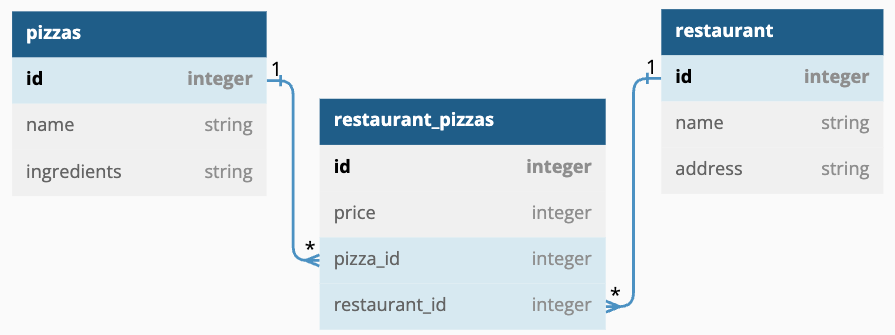 pizzas
id integer
name string
ingredients string
1
*
restaurant_pizzas
id integer
price integer
pizza_id integer
restaurant_id integer
1
*
restaurant
id integer
name string
address string